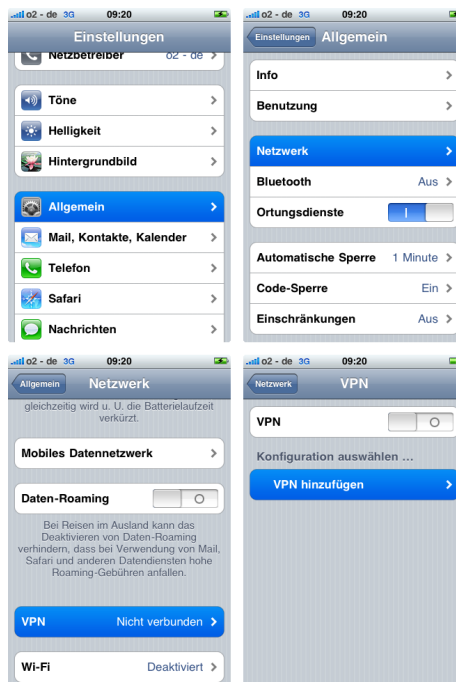 o2 - de 3G 09:20
Einstellungen
Netzbetreiber o2 - de
Töne
Helligkeit
Hintergrundbild
Allgemein
Mail, Kontakte, Kalender
Telefon
Safari
Nachrichten
o2 - de 3G 09:20
Einstellungen Allgemein
Info
Benutzung
Netzwerk
Bluetooth Aus
Ortungsdienste
Automatische Sperre 1 Minute
Code-Sperre Ein
Einschränkungen Aus
o2 - de 3G 09:20
Allgemein Netzwerk
gleichzeitig wird u. U. die Batterielaufzeit
verkürzt.
Mobiles Datennetzwerk
Daten-Roaming
Bei Reisen im Ausland kann das
Deaktivieren von Daten-Roaming
verhindern, dass bei Verwendung von Mail,
Safari und anderen Datendiensten hohe
Roaming-Gebühren anfallen.
VPN Nicht verbunden
Wi-Fi Deaktiviert
o2 - de 3G 09:20
Netzwerk VPN
VPN
Konfiguration auswählen ...
VPN hinzufügen